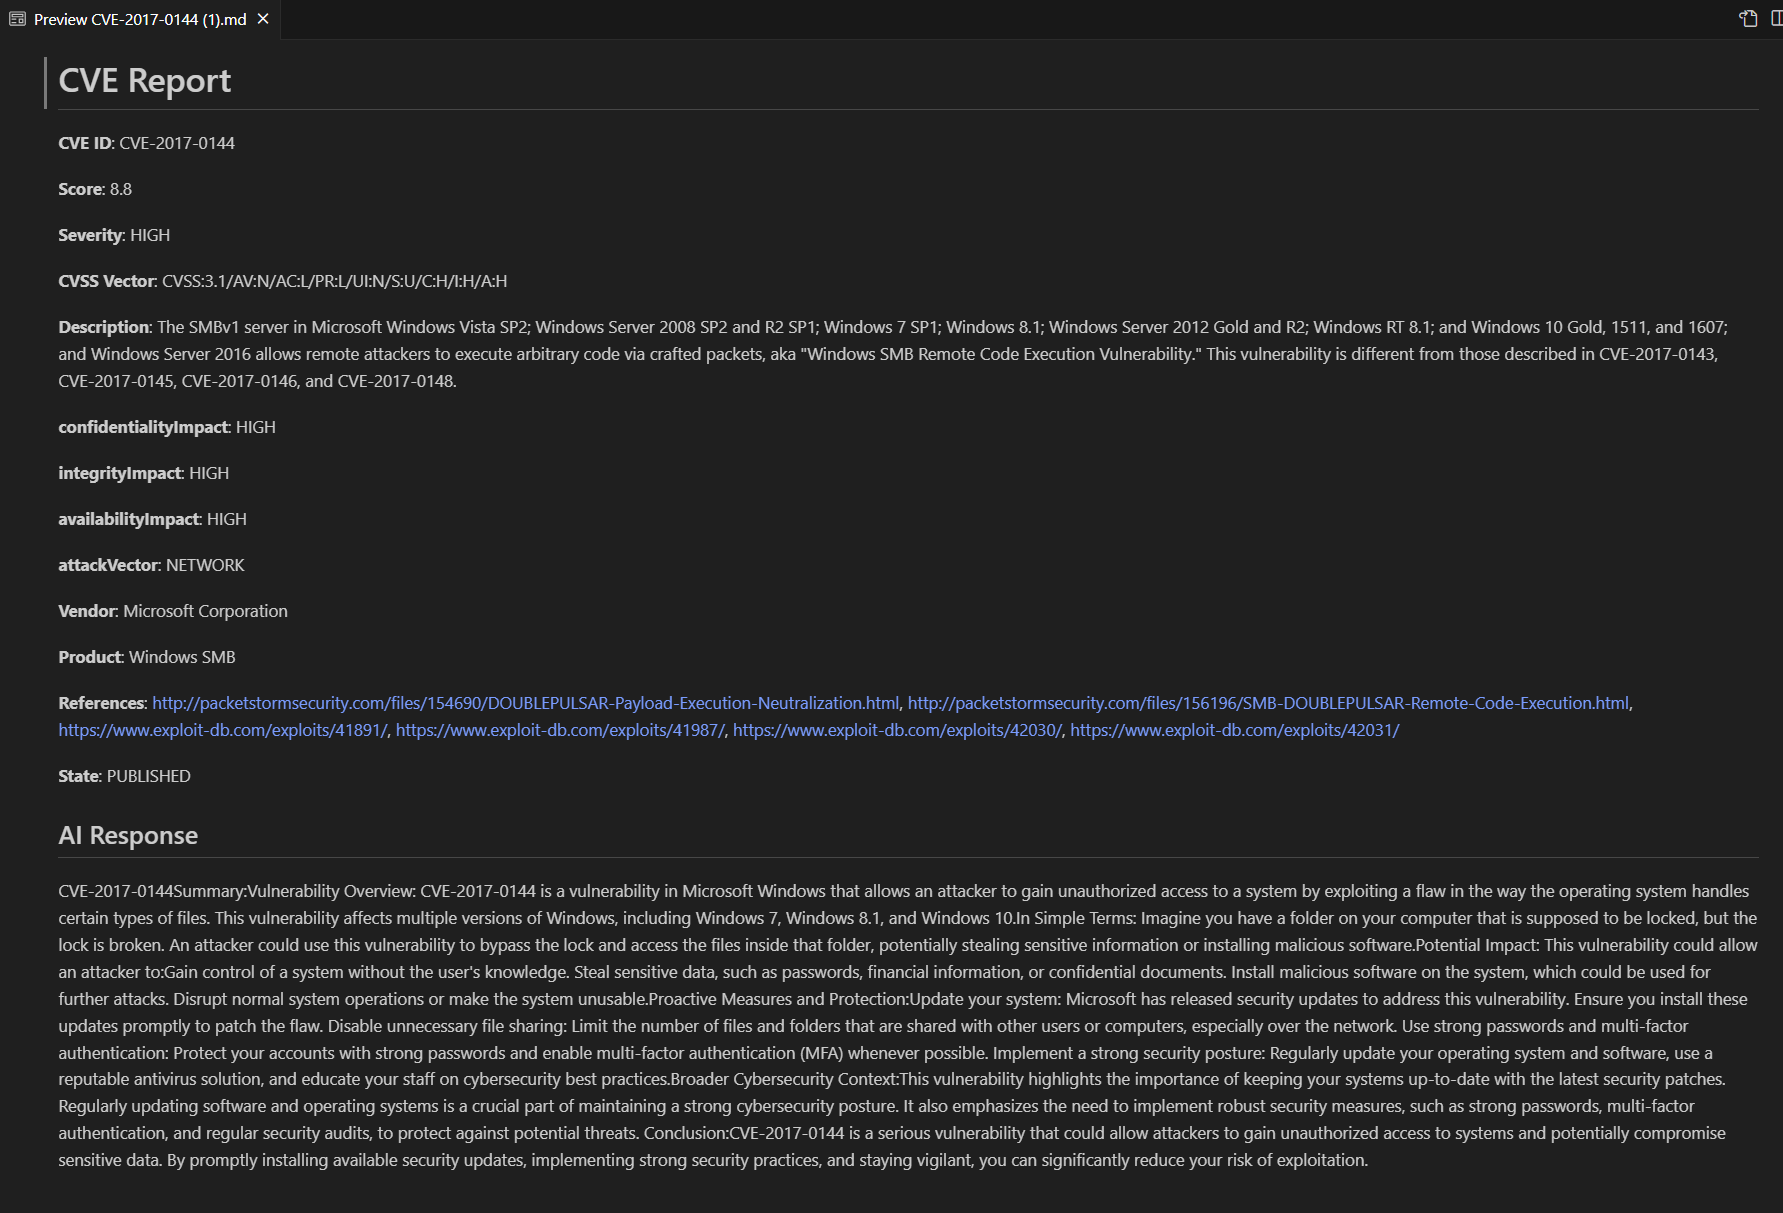 Preview CVE-2017-0144 (1).md
CVE Report
CVE ID: CVE-2017-0144
Score: 8.8
Severity: HIGH
CVSS Vector: CVSS:3.1/AV:N/AC:L/PR:L/UI:N/S:U/C:H/I:H/A:H
Description: The SMBv1 server in Microsoft Windows Vista SP2; Windows Server 2008 SP2 and R2 SP1; Windows 7 SP1; Windows 8.1; Windows Server 2012 Gold and R2; Windows RT 8.1; and Windows 10 Gold, 1511, and 1607;
and Windows Server 2016 allows remote attackers to execute arbitrary code via crafted packets, aka "Windows SMB Remote Code Execution Vulnerability." This vulnerability is different from those described in CVE-2017-0143,
CVE-2017-0145, CVE-2017-0146, and CVE-2017-0148.
confidentialityImpact: HIGH
integrityImpact: HIGH
availabilityImpact: HIGH
attackVector: NETWORK
Vendor: Microsoft Corporation
Product: Windows SMB
References: http://packetstormsecurity.com/files/154690/DOUBLEPULSAR-Payload-Execution-Neutralization.html, http://packetstormsecurity.com/files/156196/SMB-DOUBLEPULSAR-Remote-Code-Execution.html,
https://www.exploit-db.com/exploits/41891/, https://www.exploit-db.com/exploits/41987/, https://www.exploit-db.com/exploits/42030/, https://www.exploit-db.com/exploits/42031/
State: PUBLISHED
AI Response
CVE-2017-0144Summary:Vulnerability Overview: CVE-2017-0144 is a vulnerability in Microsoft Windows that allows an attacker to gain unauthorized access to a system by exploiting a flaw in the way the operating system handles
certain types of files. This vulnerability affects multiple versions of Windows, including Windows 7, Windows 8.1, and Windows 10.In Simple Terms: Imagine you have a folder on your computer that is supposed to be locked, but the
lock is broken. An attacker could use this vulnerability to bypass the lock and access the files inside that folder, potentially stealing sensitive information or installing malicious software.Potential Impact: This vulnerability could allow
an attacker to:Gain control of a system without the user's knowledge. Steal sensitive data, such as passwords, financial information, or confidential documents. Install malicious software on the system, which could be used for
further attacks. Disrupt normal system operations or make the system unusable.Proactive Measures and Protection:Update your system: Microsoft has released security updates to address this vulnerability. Ensure you install these
updates promptly to patch the flaw. Disable unnecessary file sharing: Limit the number of files and folders that are shared with other users or computers, especially over the network. Use strong passwords and multi-factor
authentication: Protect your accounts with strong passwords and enable multi-factor authentication (MFA) whenever possible. Implement a strong security posture: Regularly update your operating system and software, use a
reputable antivirus solution, and educate your staff on cybersecurity best practices.Broader Cybersecurity Context:This vulnerability highlights the importance of keeping your systems up-to-date with the latest security patches.
Regularly updating software and operating systems is a crucial part of maintaining a strong cybersecurity posture. It also emphasizes the need to implement robust security measures, such as strong passwords, multi-factor
authentication, and regular security audits, to protect against potential threats. Conclusion:CVE-2017-0144 is a serious vulnerability that could allow attackers to gain unauthorized access to systems and potentially compromise
sensitive data. By promptly installing available security updates, implementing strong security practices, and staying vigilant, you can significantly reduce your risk of exploitation.